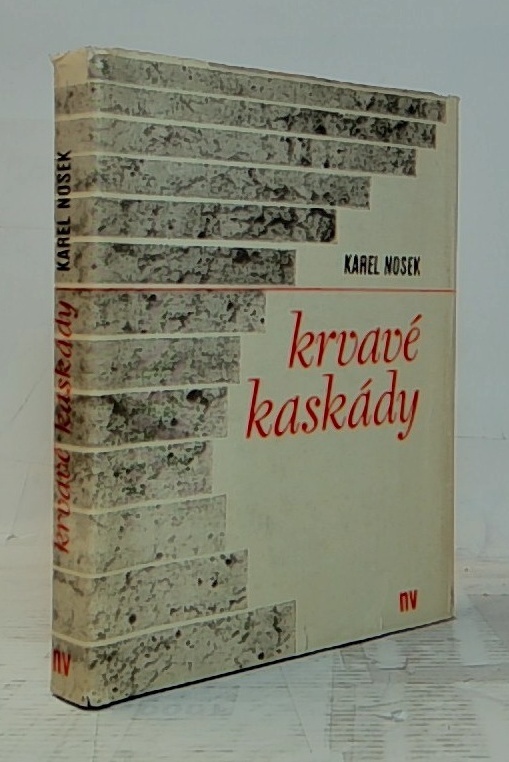 KAREL NOSEK
krvavé
kaskády
nv
KAREL NOSEK
krvavé kaskády
nv